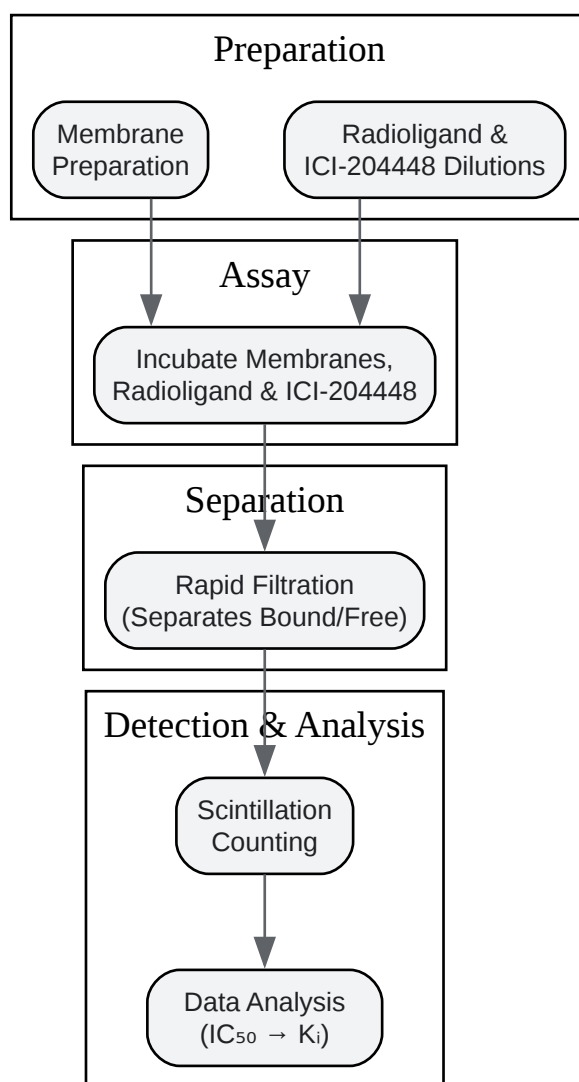 Preparation
Membrane
Preparation
Radioligand &
ICI-204448 Dilutions
Assay
Incubate Membranes,
Radioligand & ICI-204448
Separation
Rapid Filtration
(Separates Bound/Free)
Detection & Analysis
Scintillation
Counting
Data Analysis
(IC₅₀ → Kᵢ)